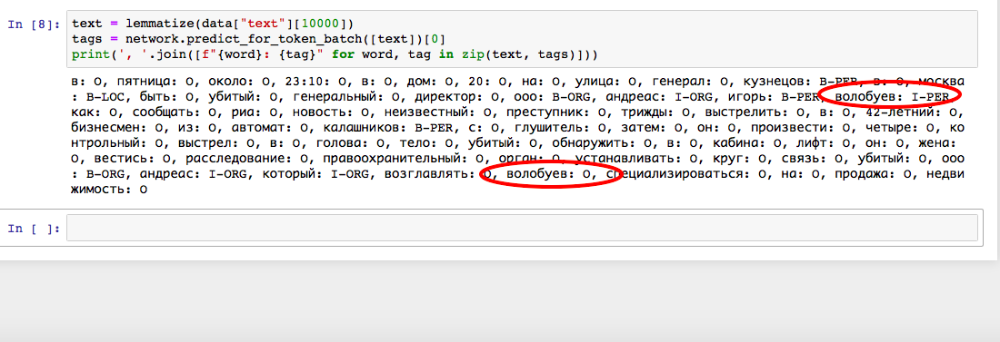 In [8]: text = lemmatize(data["text"][10000])
tags = network.predict_for_token_batch([text])[0]
print(', '.join([f"{word}: {tag}" for word, tag in zip(text, tags)]))
в: O, пятница: O, около: O, 23:10: O, в: O, дом: O, 20: O, на: O, улица: O, генерал: O, кузнецов: B-PER, в: O, москва
: B-LOC, быть: O, убитый: O, генеральный: O, директор: O, ооо: B-ORG, андреас: I-ORG, игорь: B-PER, волобуев: I-PER,
как: O, сообщать: O, риа: O, новость: O, неизвестный: O, преступник: O, трижды: O, выстрелить: O, в: O, 42-летний: O,
бизнесмен: O, из: O, автомат: O, калашников: B-PER, с: O, глушитель: O, затем: O, он: O, произвести: O, четыре: O, ко
нтрольный: O, выстрел: O, в: O, голова: O, тело: O, убитый: O, обнаружить: O, в: O, кабина: O, лифт: O, он: O, жена:
O, вестись: O, расследование: O, правоохранительный: O, орган: O, устанавливать: O, круг: O, связь: O, убитый: O, ооо
: B-ORG, андреас: I-ORG, который: I-ORG, возглавлять: O, волобуев: O, специализироваться: O, на: O, продажа: O, недви
жимость: O
In [ ]: